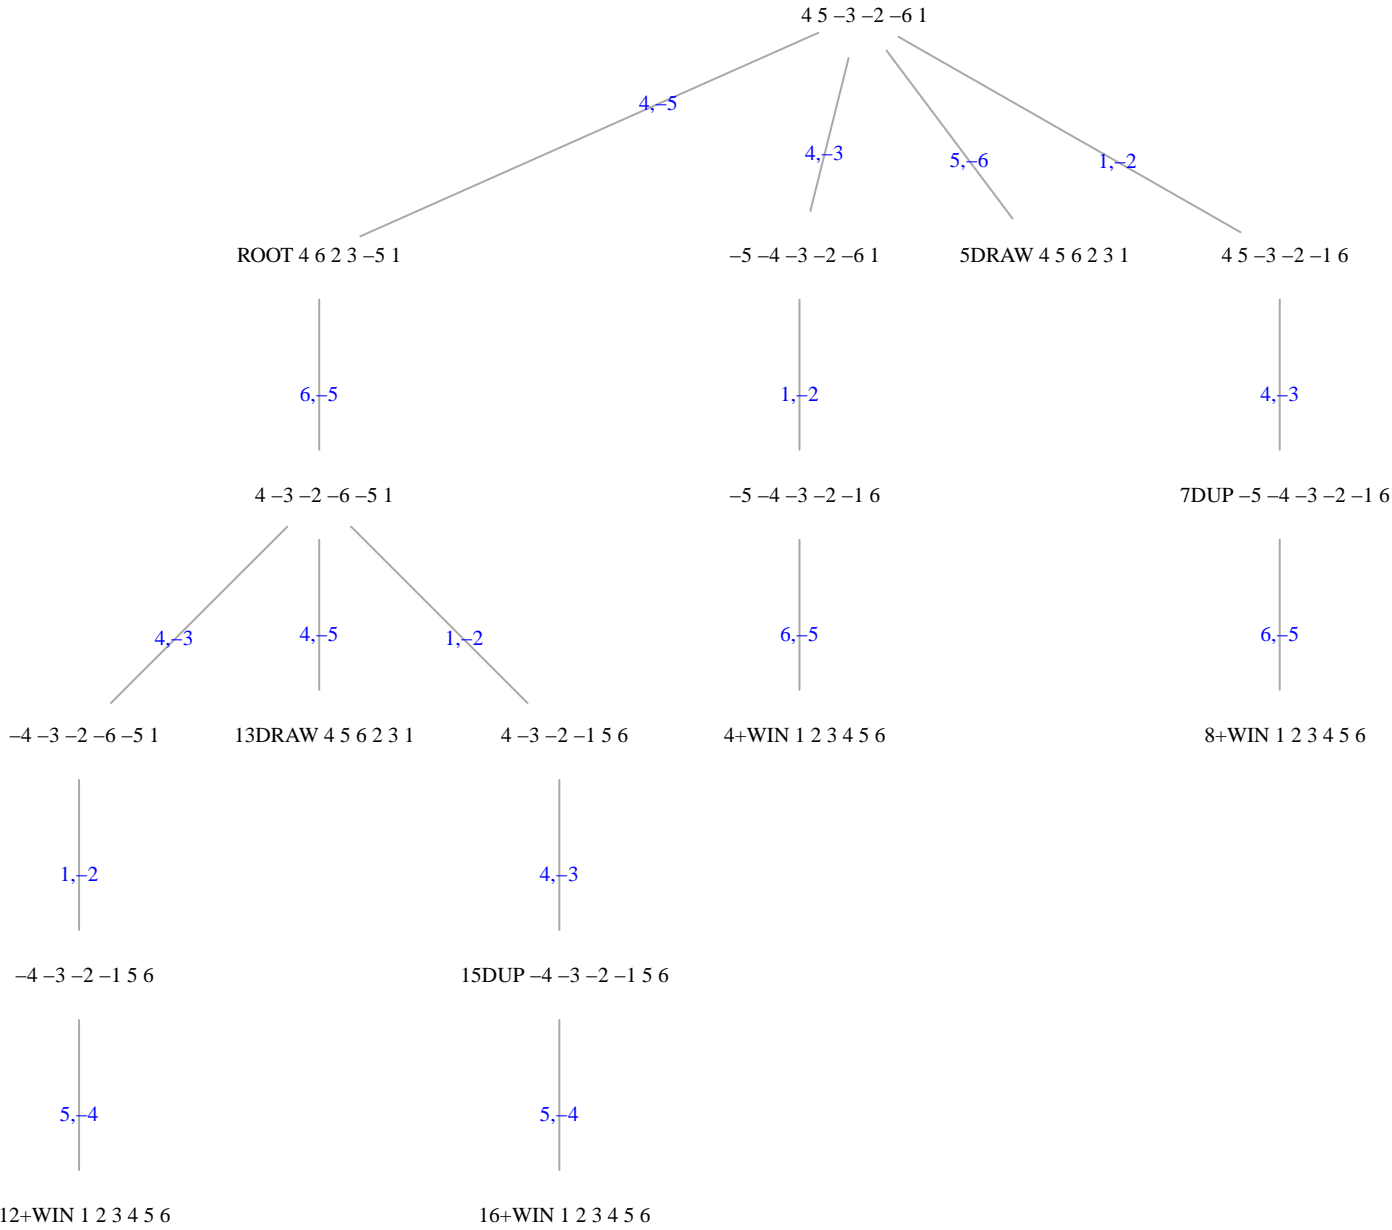 4 5 –3 –2 –6 1
4,–5
4,–3
5,–6
1,–2
ROOT 4 6 2 3 –5 1
–5 –4 –3 –2 –6 1
5DRAW 4 5 6 2 3 1
4 5 –3 –2 –1 6
6,–5
1,–2
4,–3
4 –3 –2 –6 –5 1
–5 –4 –3 –2 –1 6
7DUP –5 –4 –3 –2 –1 6
4,–3
4,–5
1,–2
6,–5
6,–5
–4 –3 –2 –6 –5 1
13DRAW 4 5 6 2 3 1
4 –3 –2 –1 5 6
4+WIN 1 2 3 4 5 6
8+WIN 1 2 3 4 5 6
1,–2
4,–3
–4 –3 –2 –1 5 6
15DUP –4 –3 –2 –1 5 6
5,–4
5,–4
12+WIN 1 2 3 4 5 6
16+WIN 1 2 3 4 5 6